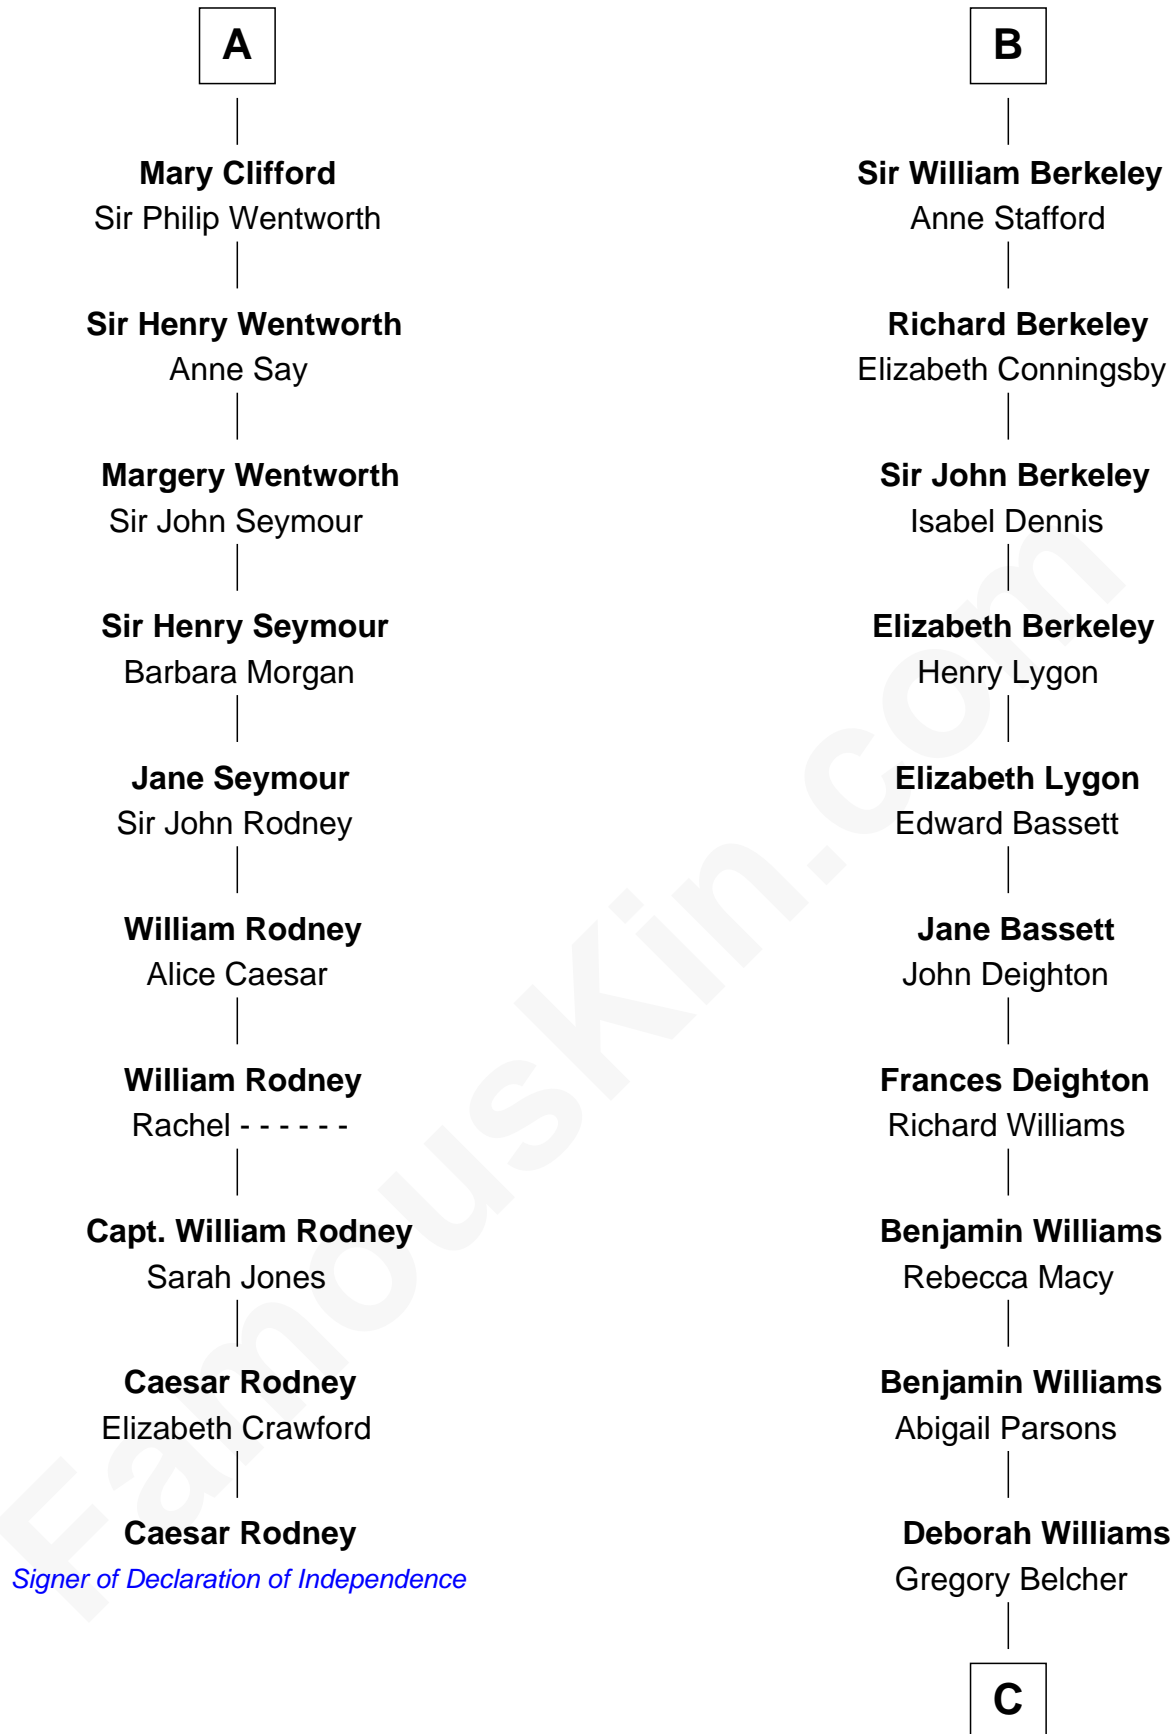 A
Mary Clifford
Sir Philip Wentworth
Sir Henry Wentworth
Anne Say
Margery Wentworth
Sir John Seymour
Sir Henry Seymour
Barbara Morgan
Jane Seymour
Sir John Rodney
William Rodney
Alice Caesar
William Rodney
Rachel - - - - - -
Capt. William Rodney
Sarah Jones
Caesar Rodney
Elizabeth Crawford
Caesar Rodney
Signer of Declaration of Independence
B
Sir William Berkeley
Anne Stafford
Richard Berkeley
Elizabeth Conningsby
Sir John Berkeley
Isabel Dennis
Elizabeth Berkeley
Henry Lygon
Elizabeth Lygon
Edward Bassett
Jane Bassett
John Deighton
Frances Deighton
Richard Williams
Benjamin Williams
Rebecca Macy
Benjamin Williams
Abigail Parsons
Deborah Williams
Gregory Belcher
C
FamousKin.com